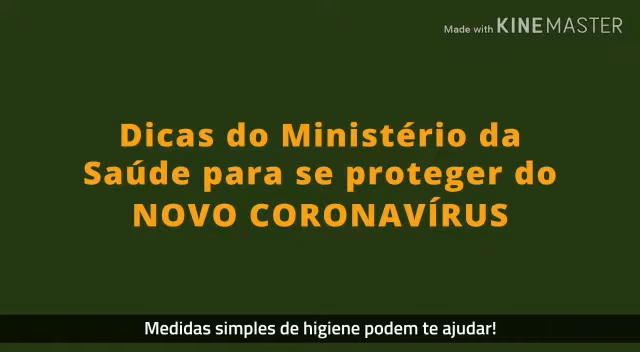 Made with KINEMASTER
Dicas do Ministério da
Saúde para se proteger do
NOVO CORONAVÍRUS
Medidas simples de higiene podem te ajudar!